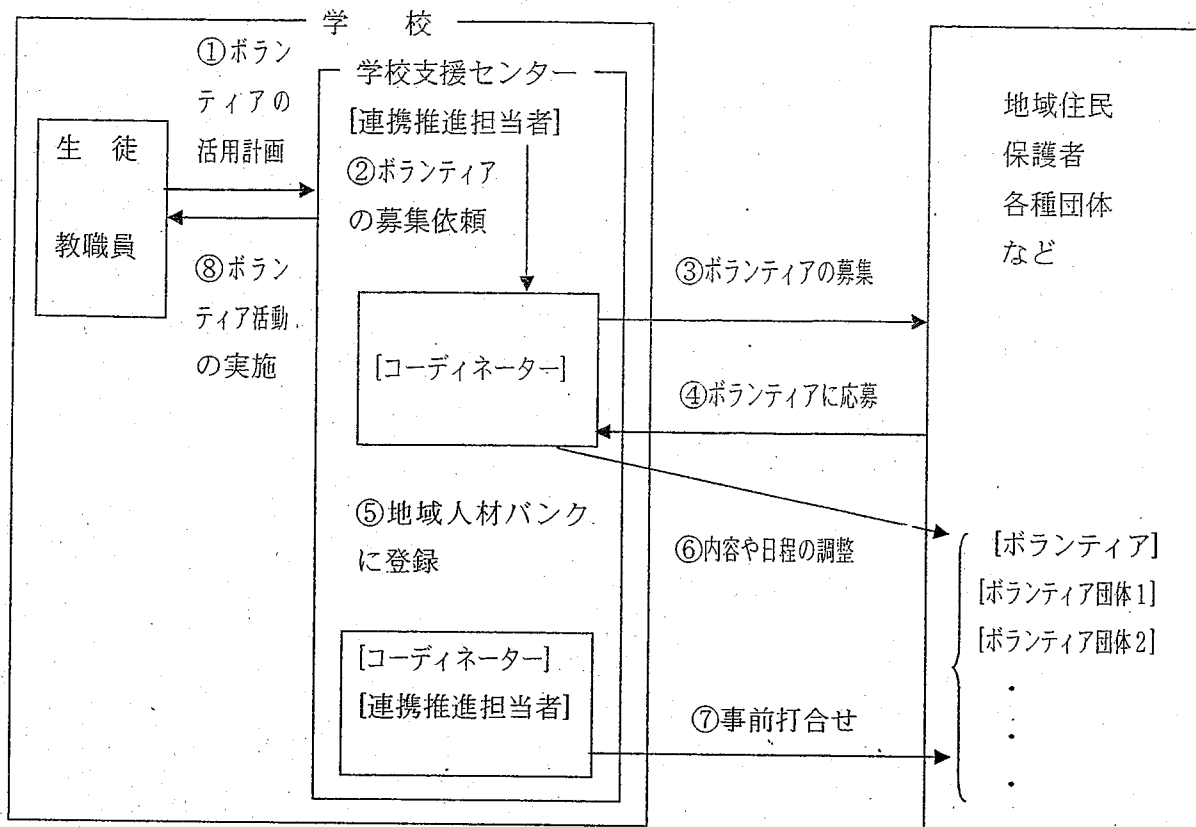 学　校
①ボラン
ティアの
活用計画
生　徒
教職員
⑧ボラン
ティア活動
の実施
学校支援センター
[連携推進担当者]
②ボランティア
の募集依頼
[コーディネーター]
⑤地域人材バンク
に登録
[コーディネーター]
[連携推進担当者]
③ボランティアの募集
④ボランティアに応募
⑥内容や日程の調整
⑦事前打合せ
地域住民
保護者
各種団体
など
[ボランティア]
[ボランティア団体1]
[ボランティア団体2]
・
・
・